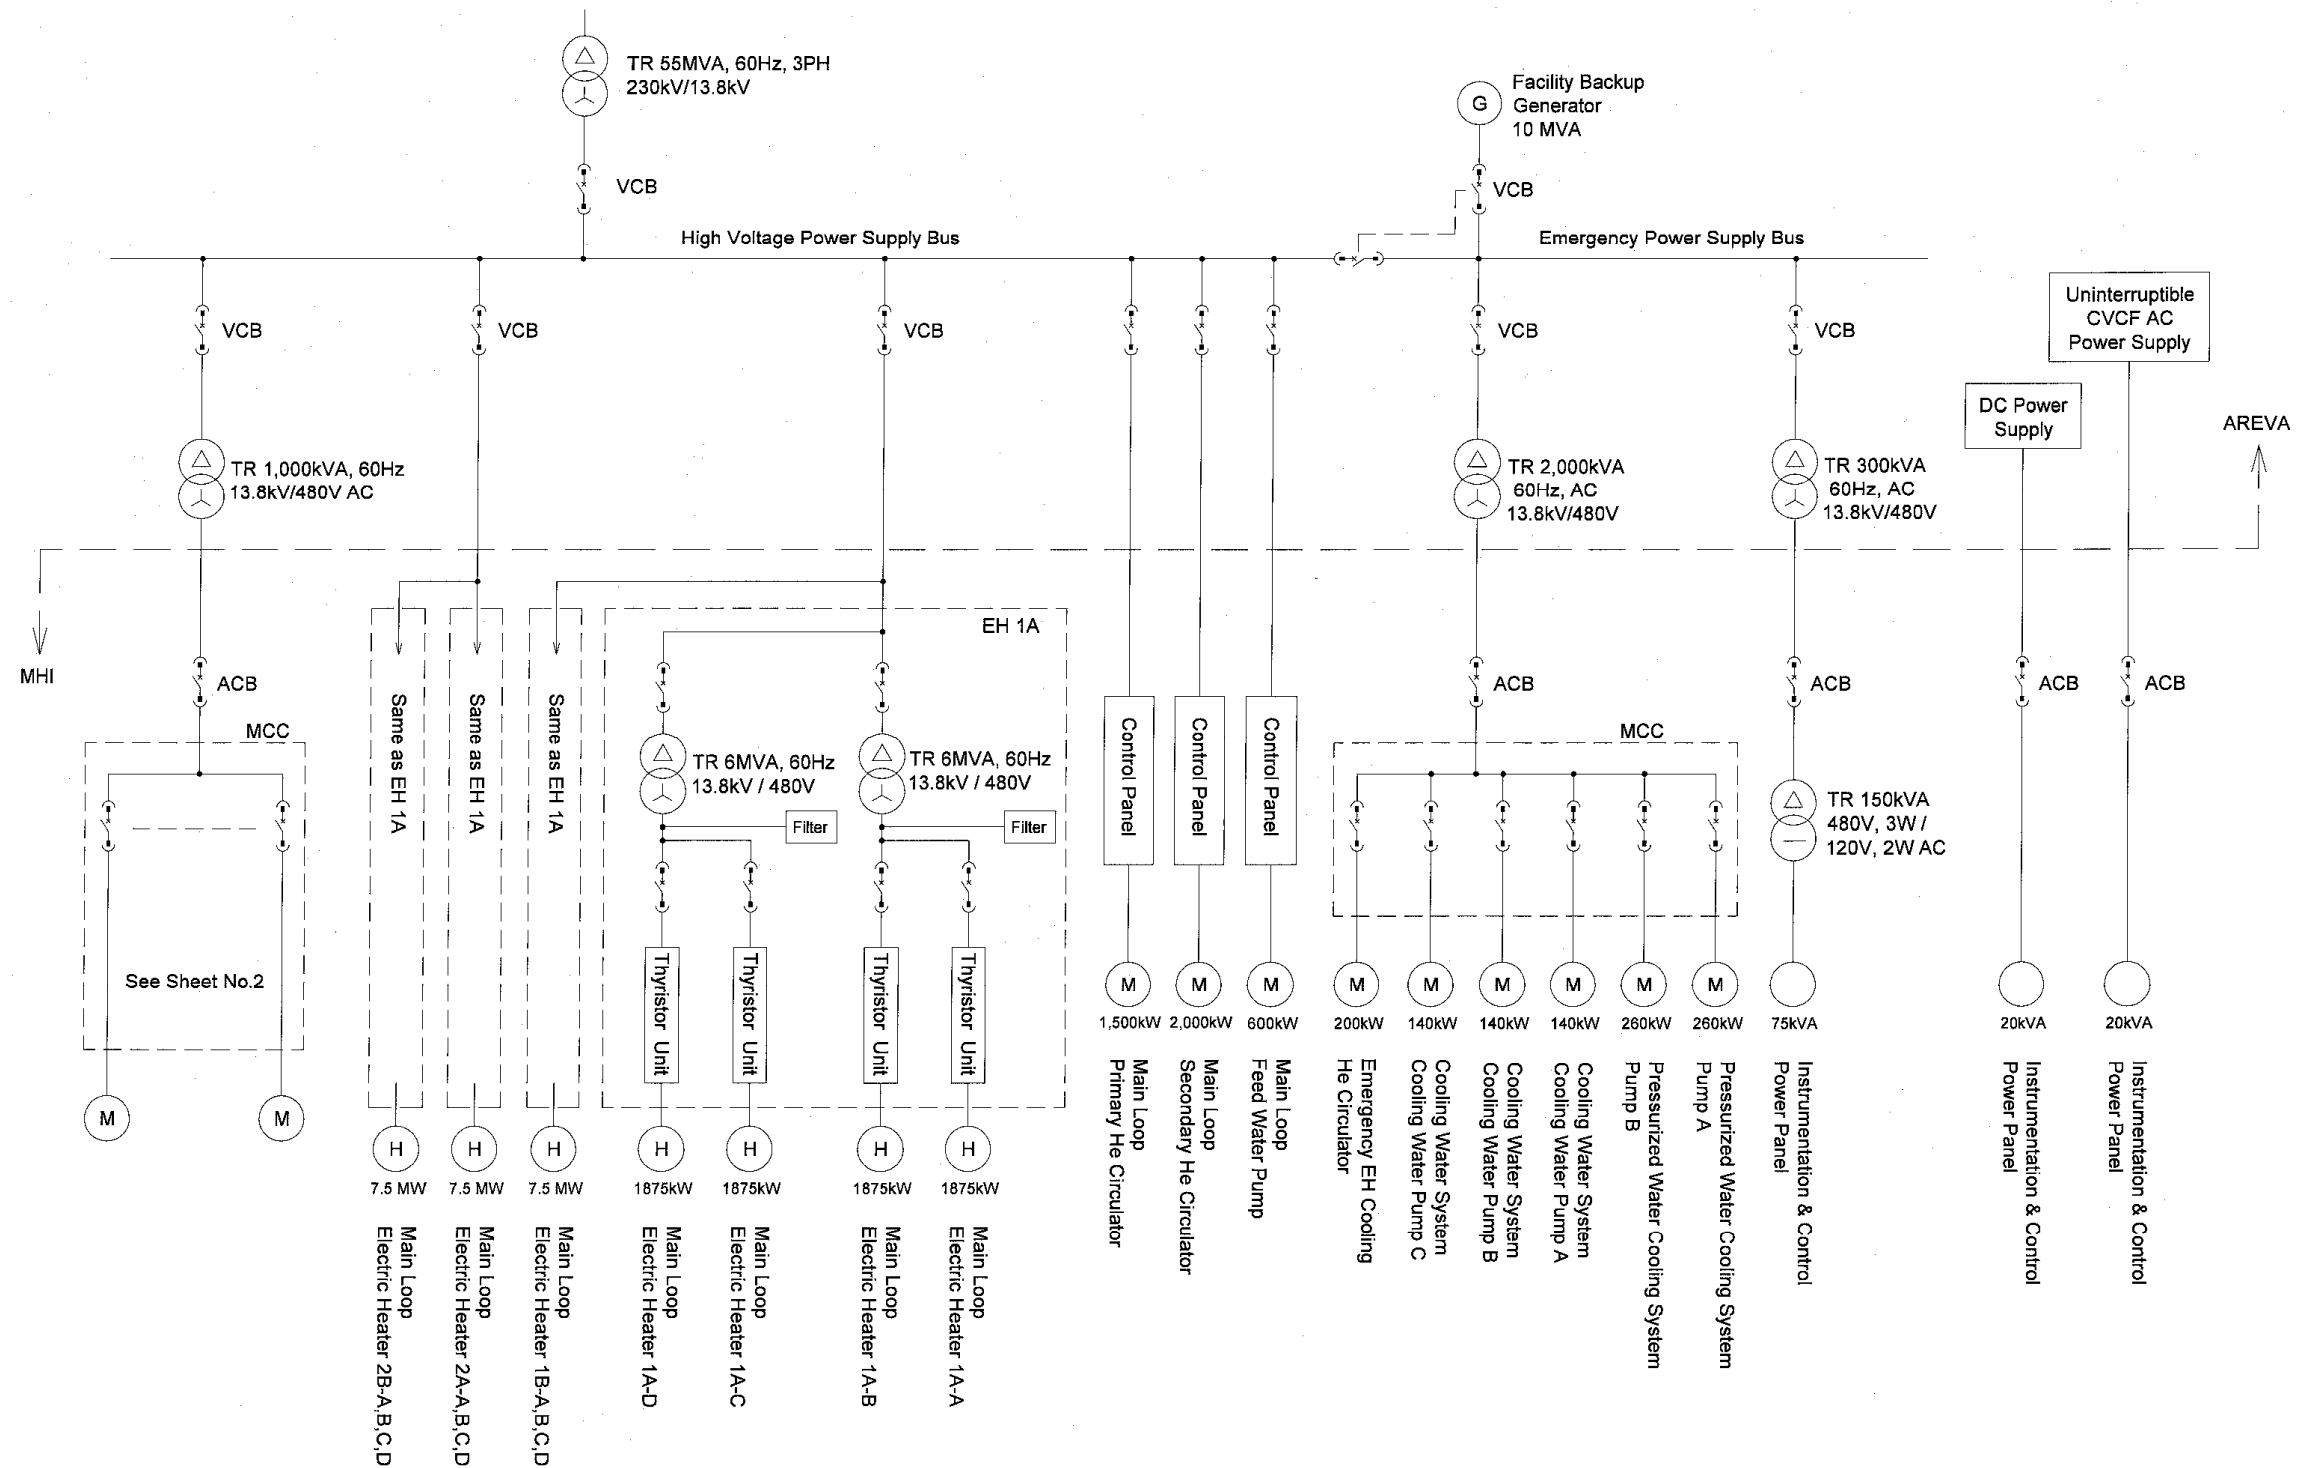 TR 55MVA, 60Hz, 3PH
230kV/13.8kV
VCB
Facility Backup
Generator
10 MVA
G
VCB
High Voltage Power Supply Bus
Emergency Power Supply Bus
VCB
VCB
VCB
VCB
VCB
Uninterruptible
CVCF AC
Power Supply
DC Power
Supply
AREVA
TR 1,000kVA, 60Hz
13.8kV/480V AC
TR 2,000kVA
60Hz, AC
13.8kV/480V
TR 300kVA
60Hz, AC
13.8kV/480V
MHI
ACB
ACB
ACB
ACB
ACB
MCC
See Sheet No.2
M
M
Same as EH 1A
Same as EH 1A
Same as EH 1A
EH 1A
TR 6MVA, 60Hz
13.8kV / 480V
TR 6MVA, 60Hz
13.8kV / 480V
Filter
Filter
Thyristor Unit
Thyristor Unit
Thyristor Unit
Thyristor Unit
Control Panel
Control Panel
Control Panel
MCC
TR 150kVA
480V, 3W /
120V, 2W AC
M
M
M
M
M
M
M
M
M
1,500kW
2,000kW
600kW
200kW
140kW
140kW
140kW
260kW
260kW
75kVA
20kVA
20kVA
H
H
H
H
H
H
H
7.5 MW
7.5 MW
7.5 MW
1875kW
1875kW
1875kW
1875kW
Main Loop
Electric Heater 2B-A,B,C,D
Main Loop
Electric Heater 2A-A,B,C,D
Main Loop
Electric Heater 1B-A,B,C,D
Main Loop
Electric Heater 1A-D
Main Loop
Electric Heater 1A-C
Main Loop
Electric Heater 1A-B
Main Loop
Electric Heater 1A-A
Main Loop
Primary He Circulator
Main Loop
Secondary He Circulator
Main Loop
Feed Water Pump
Emergency EH Cooling
He Circulator
Cooling Water System
Cooling Water Pump C
Cooling Water System
Cooling Water Pump B
Cooling Water System
Cooling Water Pump A
Pressurized Water Cooling System
Pump B
Pressurized Water Cooling System
Pump A
Instrumentation & Control
Power Panel
Instrumentation & Control
Power Panel
Instrumentation & Control
Power Panel